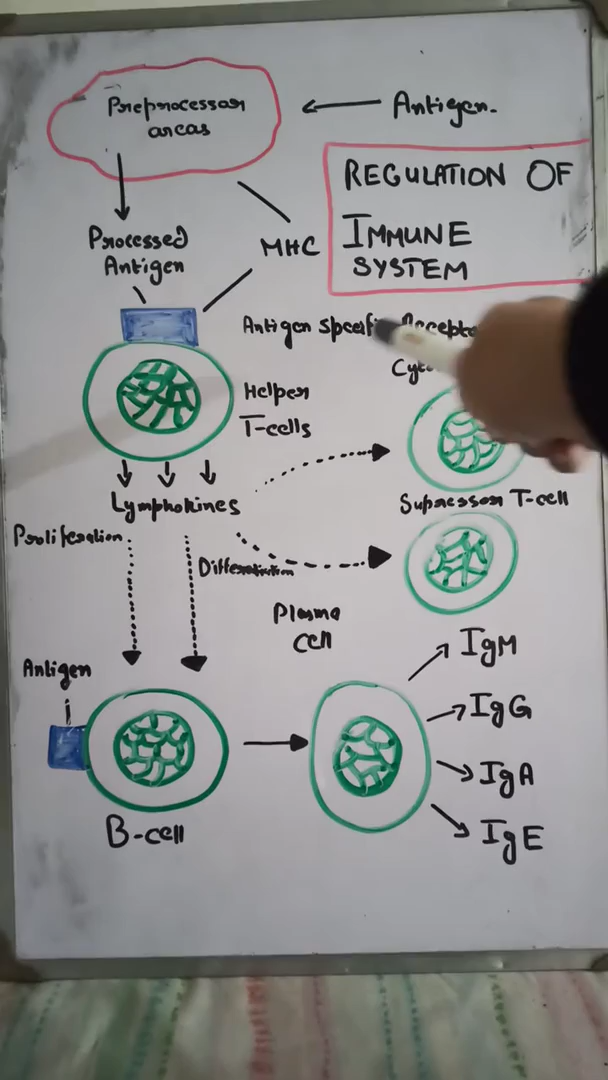 Preprocessor
areas
Antigen.
REGULATION OF
IMMUNE
SYSTEM
Processed
Antigen
MHC
Antigen
Helper
T-cells
Lymphokines
Supressor T-cell
Proliferation
Differentiation
Plasma
cell
Antigen
IgM
IgG
IgA
IgE
B-cell